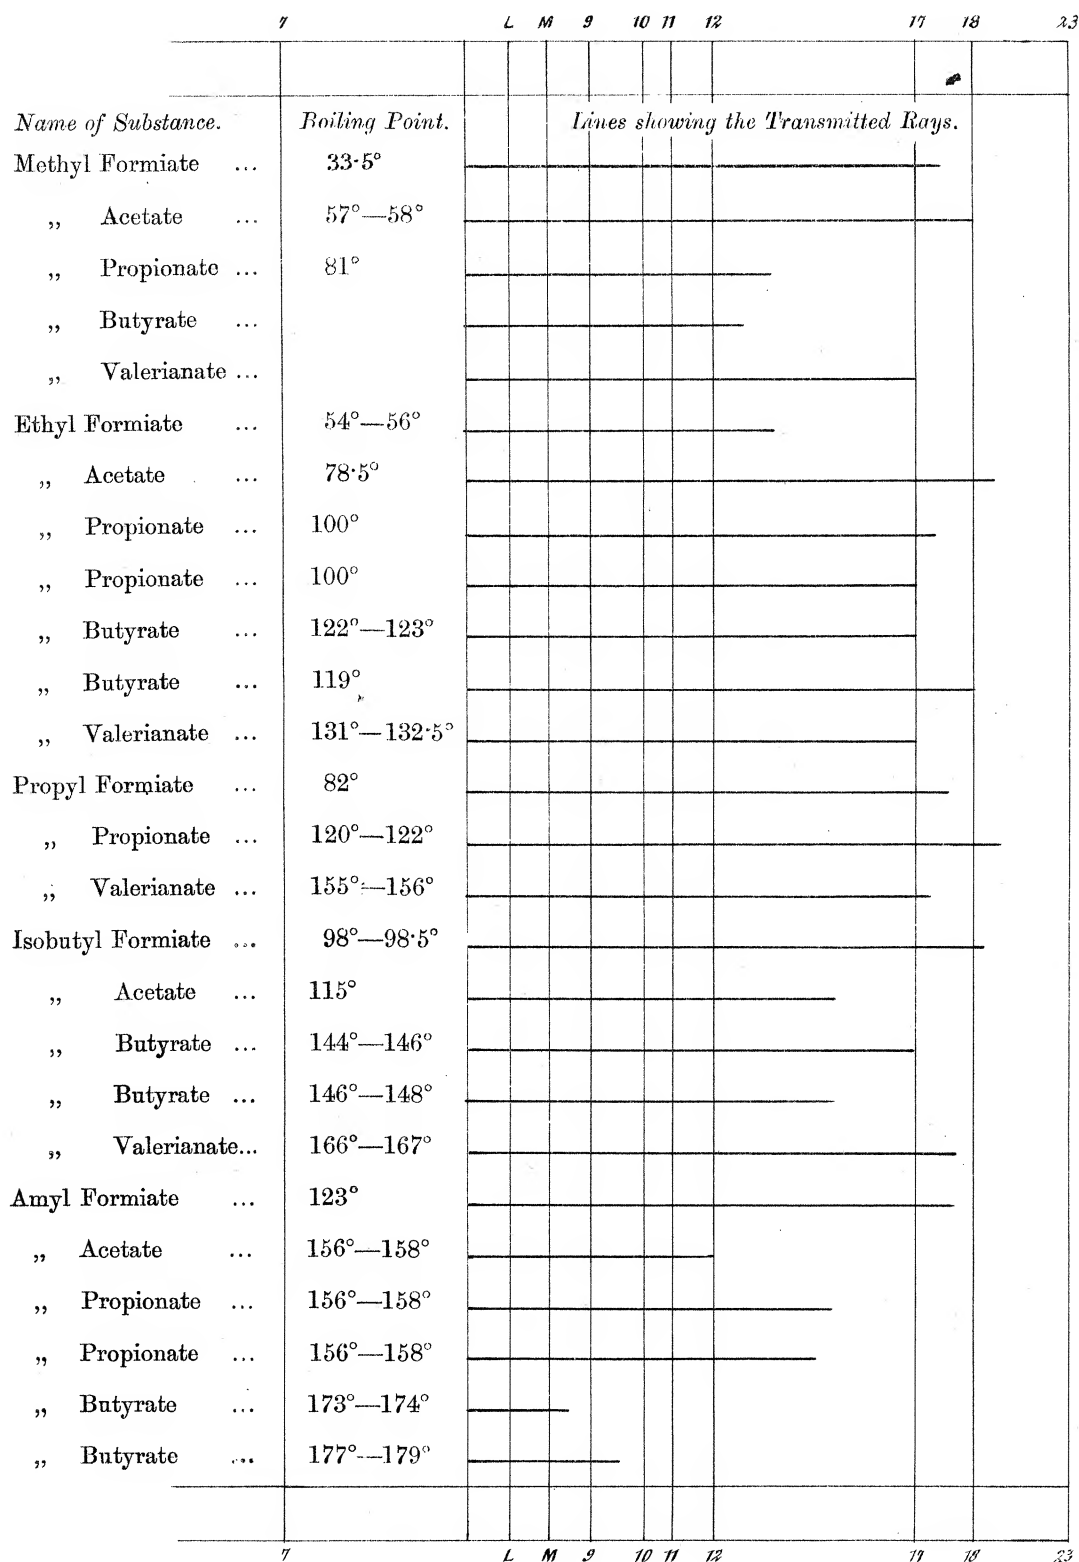 7 L M 9 10 11 12 17 18 23
Name of Substance. Boiling Point. Lines showing the Transmitted Rays.
Methyl Formiate ... 33·5°
„ Acetate ... 57°—58°
„ Propionate ... 81°
„ Butyrate ...
„ Valerianate ...
Ethyl Formiate ... 54°—56°
„ Acetate ... 78·5°
„ Propionate ... 100°
„ Propionate ... 100°
„ Butyrate ... 122°—123°
„ Butyrate ... 119°
„ Valerianate ... 131°—132·5°
Propyl Formiate ... 82°
„ Propionate ... 120°—122°
„ Valerianate ... 155°—156°
Isobutyl Formiate ... 98°—98·5°
„ Acetate ... 115°
„ Butyrate ... 144°—146°
„ Butyrate ... 146°—148°
„ Valerianate... 166°—167°
Amyl Formiate ... 123°
„ Acetate ... 156°—158°
„ Propionate ... 156°—158°
„ Propionate ... 156°—158°
„ Butyrate ... 173°—174°
„ Butyrate ... 177°—179°
7 L M 9 10 11 12 17 18 23